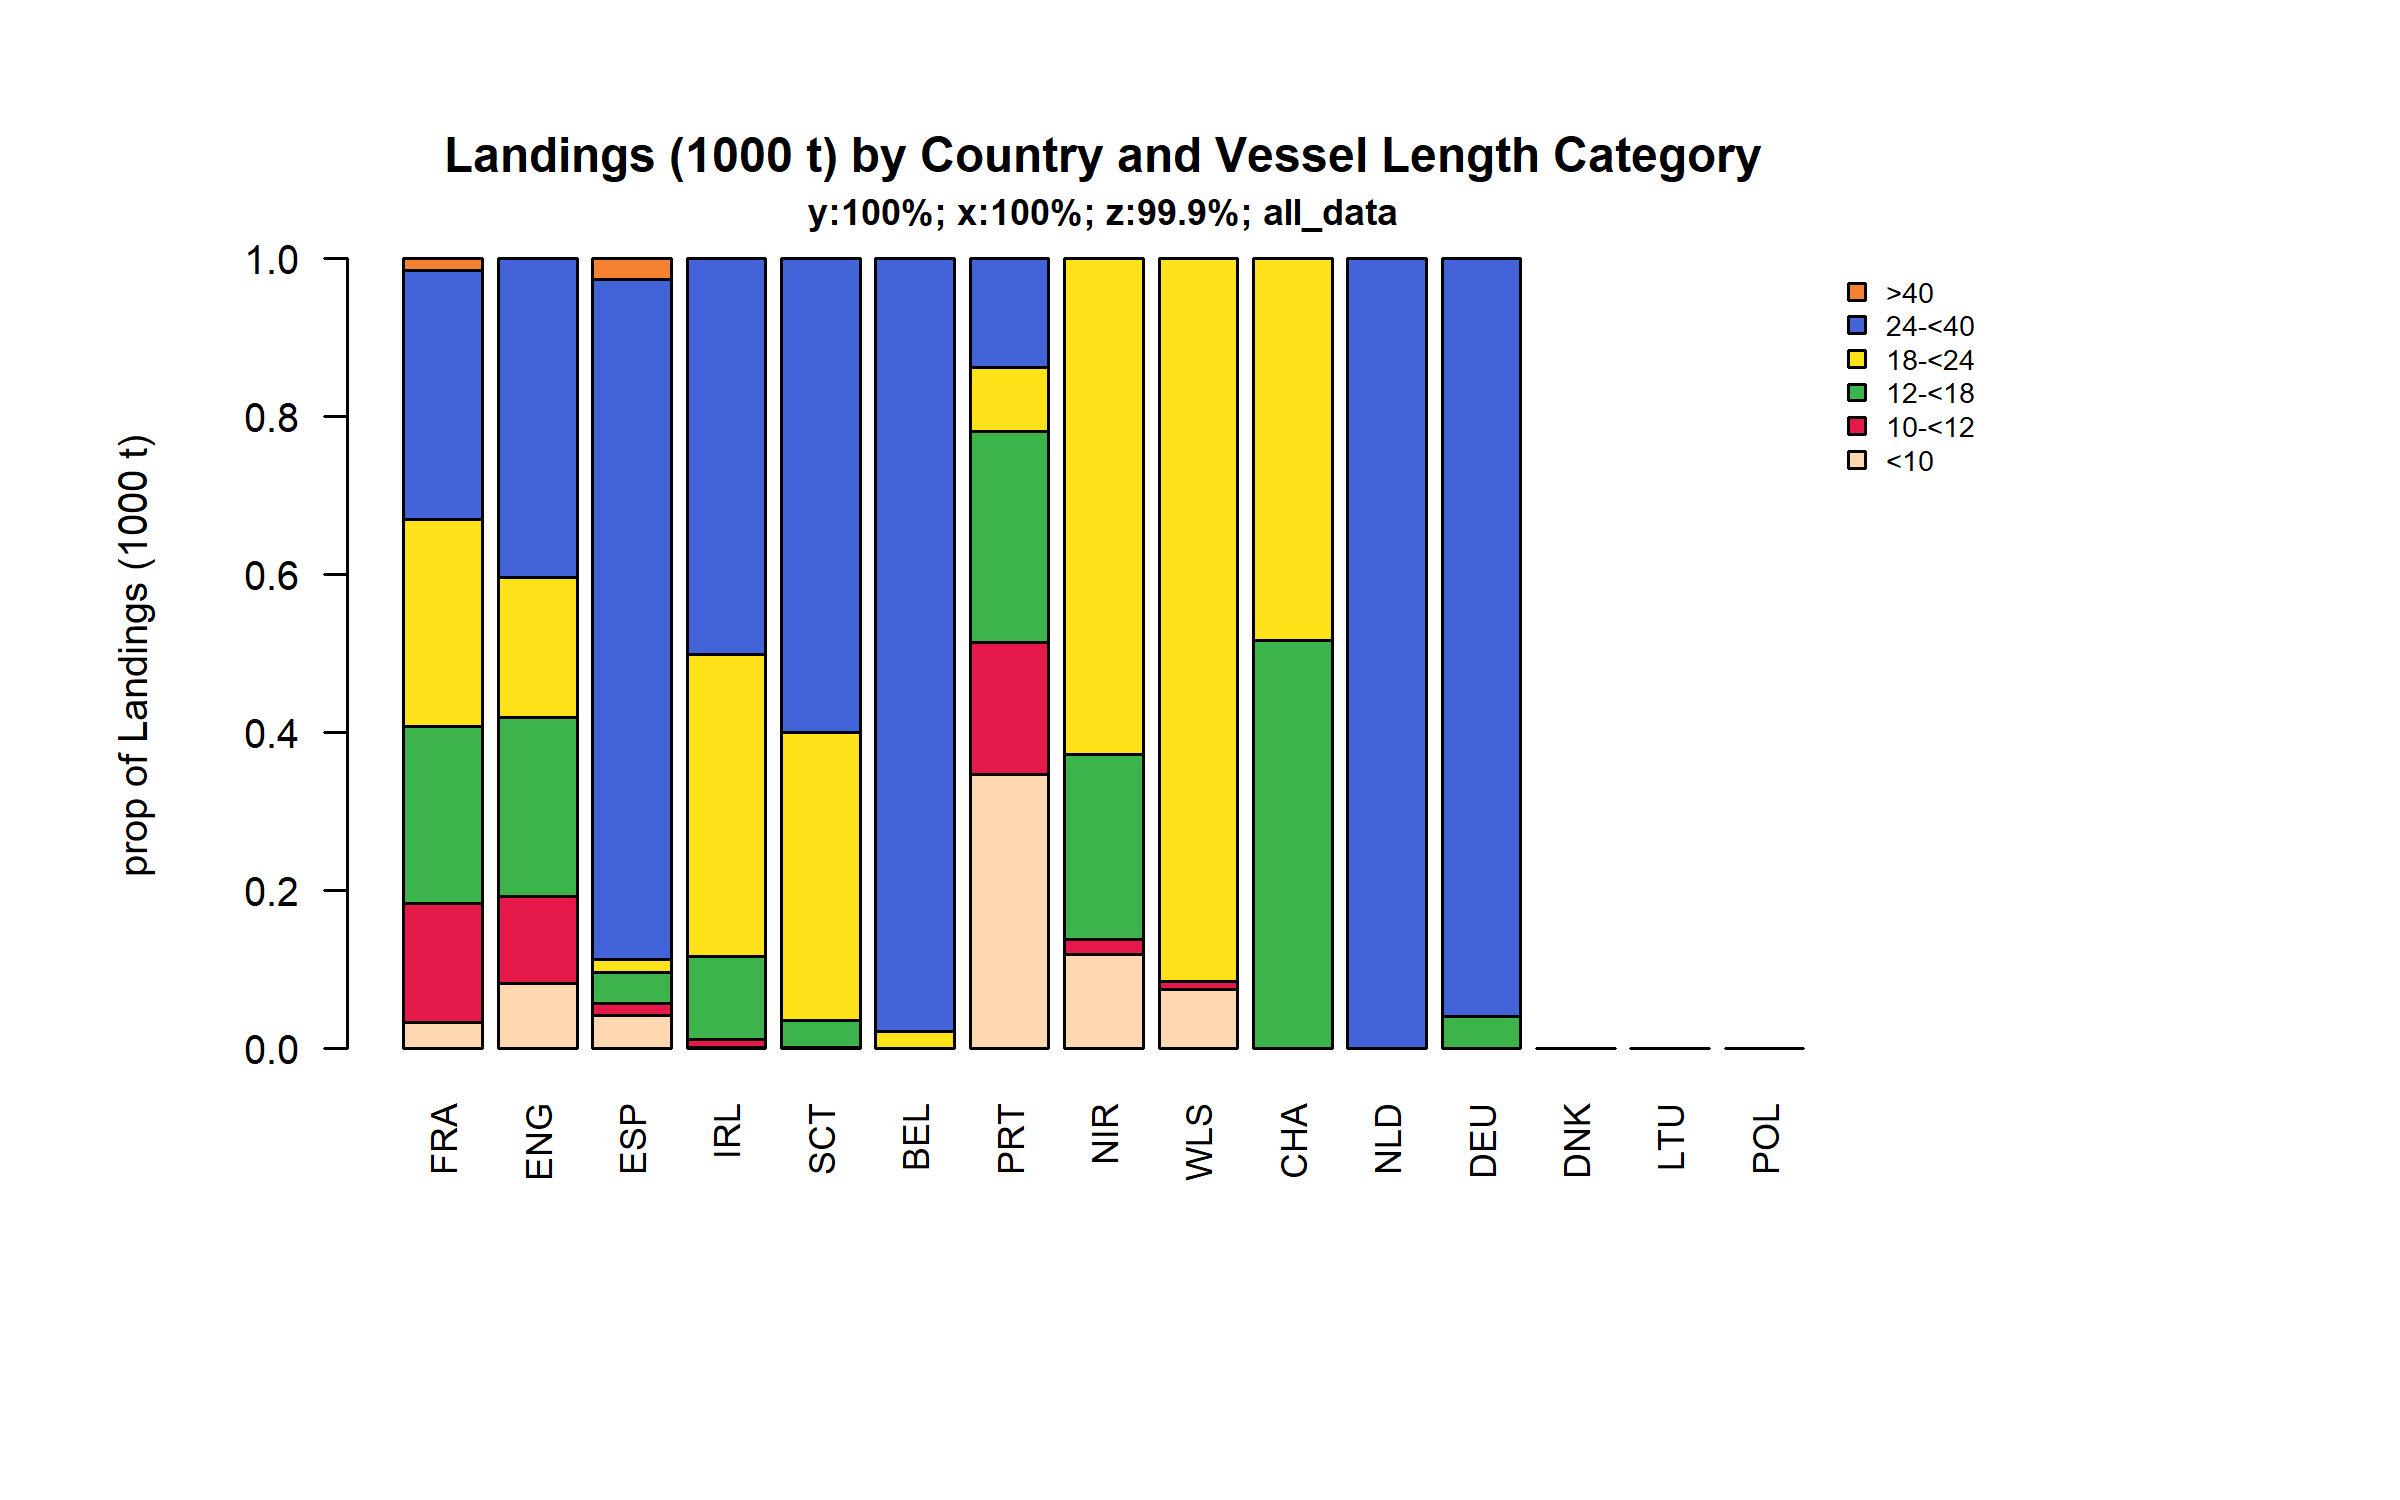 Landings (1000 t) by Country and Vessel Length Category
y:100%; x:100%; z:99.9%; all_data
prop of Landings (1000 t)
1.0
0.8
0.6
0.4
0.2
0.0
FRA
ENG
ESP
IRL
SCT
BEL
PRT
NIR
WLS
CHA
NLD
DEU
DNK
LTU
POL
>40
24-<40
18-<24
12-<18
10-<12
<10